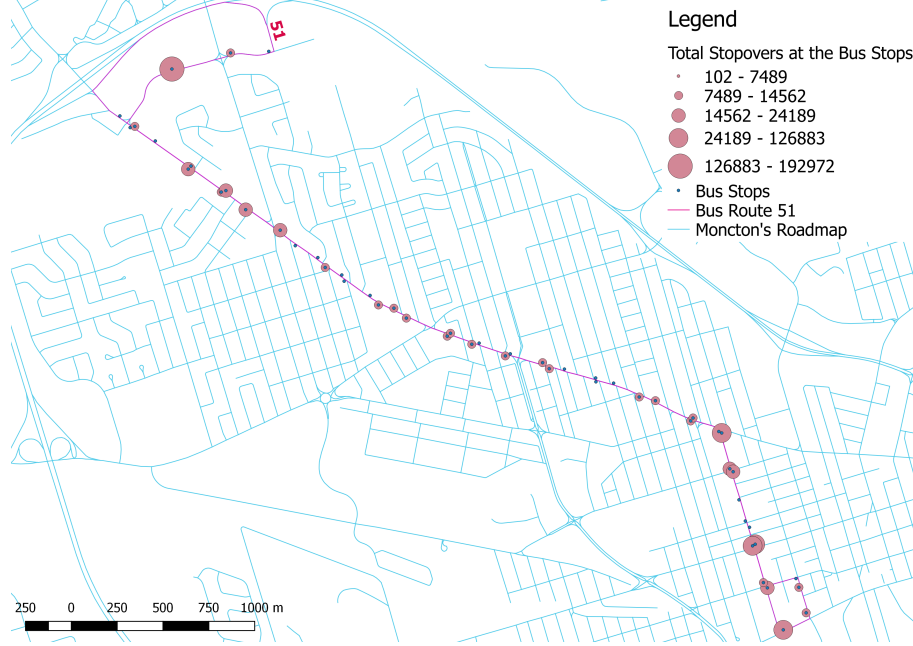 51
Legend
Total Stopovers at the Bus Stops
102 - 7489
7489 - 14562
14562 - 24189
24189 - 126883
126883 - 192972
Bus Stops
Bus Route 51
Moncton's Roadmap
250 0 250 500 750 1000 m